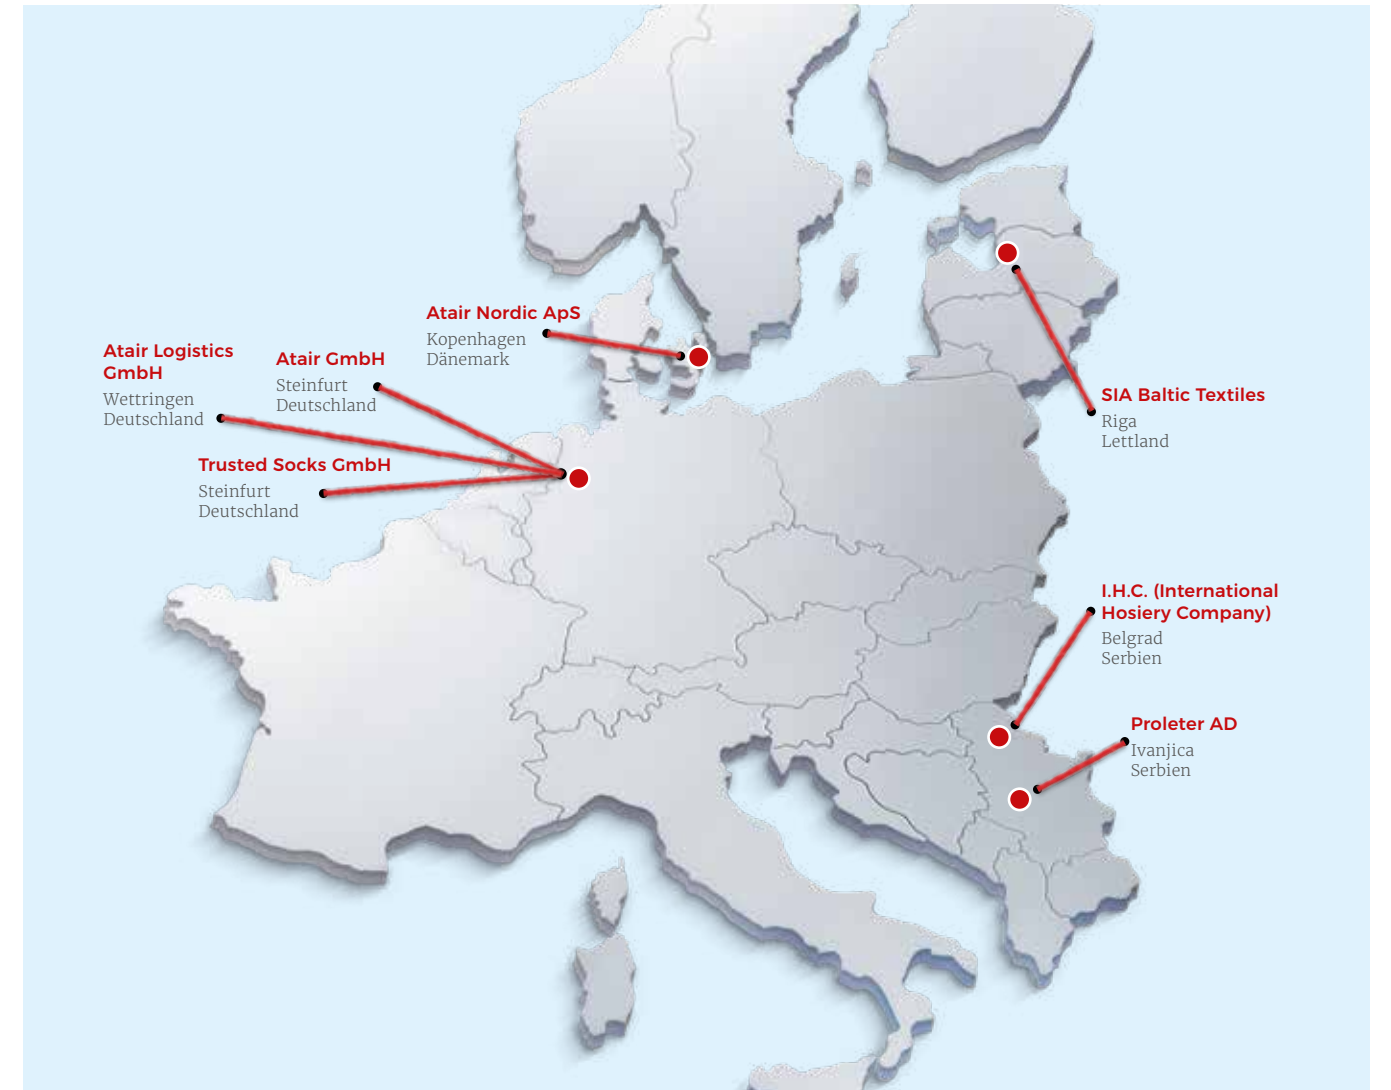 Atair Nordic ApS
Kopenhagen
Dänemark
Atair Logistics
GmbH
Wettringen
Deutschland
Atair GmbH
Steinfurt
Deutschland
Trusted Socks GmbH
Steinfurt
Deutschland
SIA Baltic Textiles
Riga
Lettland
I.H.C. (International
Hosiery Company)
Belgrad
Serbien
Proleter AD
Ivanjica
Serbien